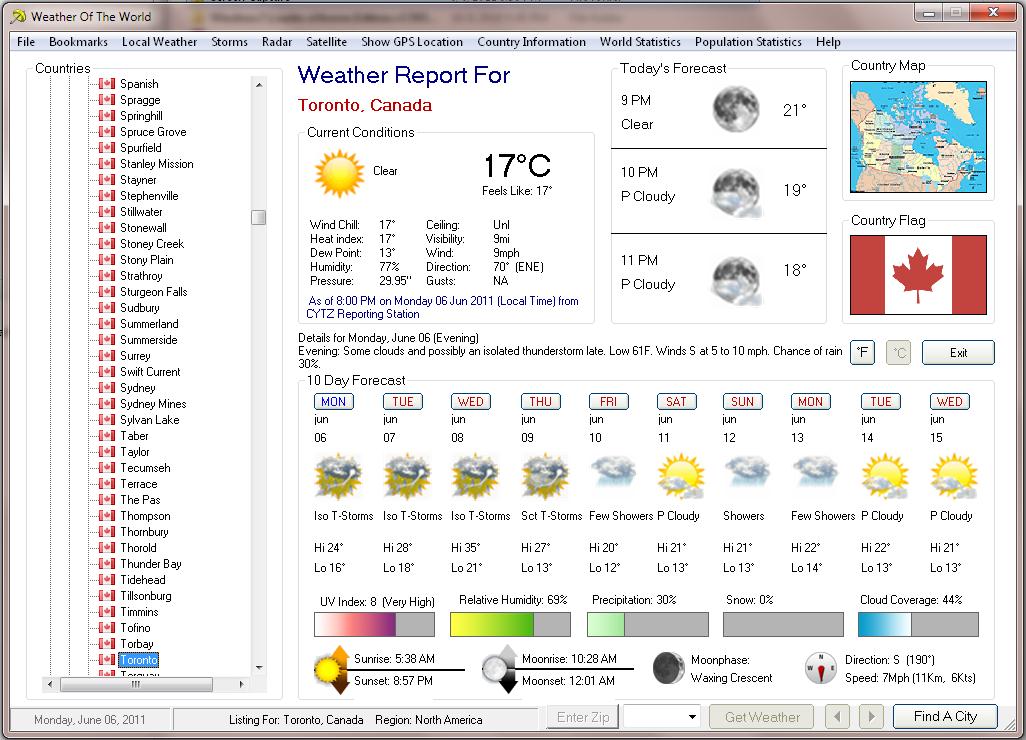 Weather Of The World
File Bookmarks Local Weather Storms Radar Satellite Show GPS Location Country Information World Statistics Population Statistics Help
Countries
Spanish
Spragge
Springhill
Spruce Grove
Spurfield
Stanley Mission
Stayner
Stephenville
Stillwater
Stonewall
Stoney Creek
Stony Plain
Strathroy
Sturgeon Falls
Sudbury
Summerland
Summerside
Surrey
Swift Current
Sydney
Sydney Mines
Sylvan Lake
Taber
Taylor
Tecumseh
Terrace
The Pas
Thompson
Thornbury
Thorold
Thunder Bay
Tidehead
Tillsonburg
Timmins
Tofino
Torbay
Toronto
Torquay
Weather Report For
Toronto, Canada
Current Conditions
Clear
17°C
Feels Like: 17°
Wind Chill: 17° Ceiling: Unl
Heat index: 17° Visibility: 9mi
Dew Point: 13° Wind: 9mph
Humidity: 77% Direction: 70° (ENE)
Pressure: 29.95" Gusts: NA
As of 8:00 PM on Monday 06 Jun 2011 (Local Time) from
CYTZ Reporting Station
Today's Forecast
9 PM
Clear
21°
10 PM
P Cloudy
19°
11 PM
P Cloudy
18°
Country Map
Country Flag
Details for Monday, June 06 (Evening)
Evening: Some clouds and possibly an isolated thunderstorm late. Low 61F. Winds S at 5 to 10 mph. Chance of rain
30%.
°F °C Exit
10 Day Forecast
MON TUE WED THU FRI SAT SUN MON TUE WED
jun jun jun jun jun jun jun jun jun jun
06 07 08 09 10 11 12 13 14 15
Iso T-Storms Iso T-Storms Iso T-Storms Sct T-Storms Few Showers P Cloudy Showers Few Showers P Cloudy P Cloudy
Hi 24° Hi 28° Hi 35° Hi 27° Hi 20° Hi 21° Hi 21° Hi 22° Hi 22° Hi 21°
Lo 16° Lo 18° Lo 21° Lo 13° Lo 12° Lo 13° Lo 13° Lo 14° Lo 13° Lo 13°
UV Index: 8 (Very High) Relative Humidity: 69% Precipitation: 30% Snow: 0% Cloud Coverage: 44%
Sunrise: 5:38 AM
Sunset: 8:57 PM
Moonrise: 10:28 AM
Moonset: 12:01 AM
Moonphase:
Waxing Crescent
N
Direction: S (190°)
Speed: 7Mph (11Km, 6Kts)
Monday, June 06, 2011 Listing For: Toronto, Canada Region: North America Enter Zip Get Weather Find A City